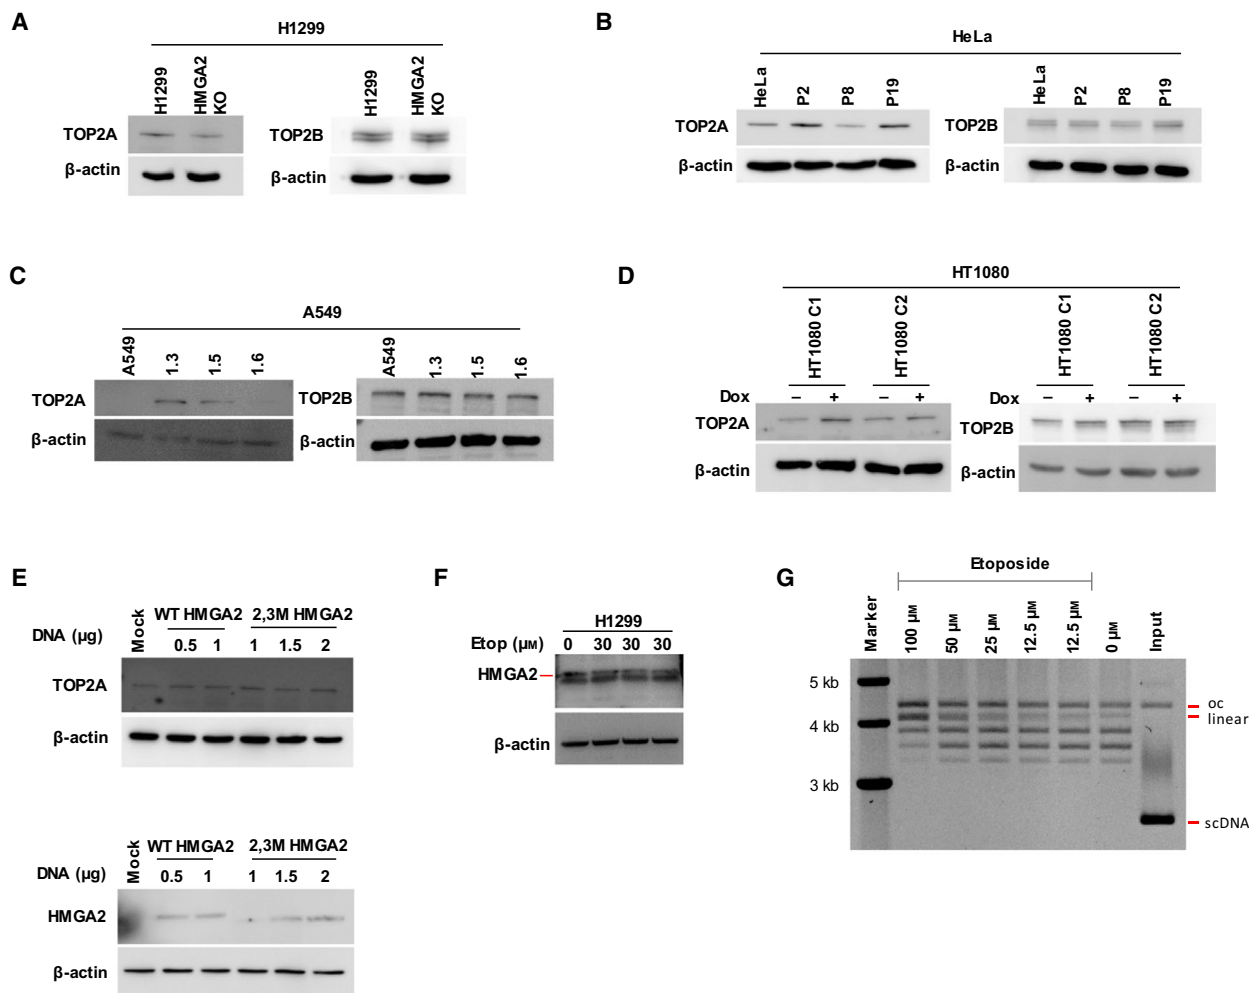 A
H1299
H1299
HMGA2
KO
H1299
HMGA2
KO
TOP2A
β-actin
TOP2B
β-actin
B
HeLa
HeLa
P2
P8
P19
HeLa
P2
P8
P19
TOP2A
β-actin
TOP2B
β-actin
C
A549
A549
1.3
1.5
1.6
A549
1.3
1.5
1.6
TOP2A
β-actin
TOP2B
β-actin
D
HT1080
HT1080 C1
HT1080 C2
HT1080 C1
HT1080 C2
Dox − + − +
Dox − + − +
TOP2A
β-actin
TOP2B
β-actin
E
Mock
WT HMGA2 2,3M HMGA2
DNA (µg) 0.5 1 1 1.5 2
TOP2A
β-actin
Mock
WT HMGA2 2,3M HMGA2
DNA (µg) 0.5 1 1 1.5 2
HMGA2
β-actin
F
H1299
Etop (µM) 0 30 30 30
HMGA2
β-actin
G
Etoposide
Marker
100 µM
50 µM
25 µM
12.5 µM
12.5 µM
0 µM
Input
5 kb
4 kb
3 kb
oc
linear
scDNA